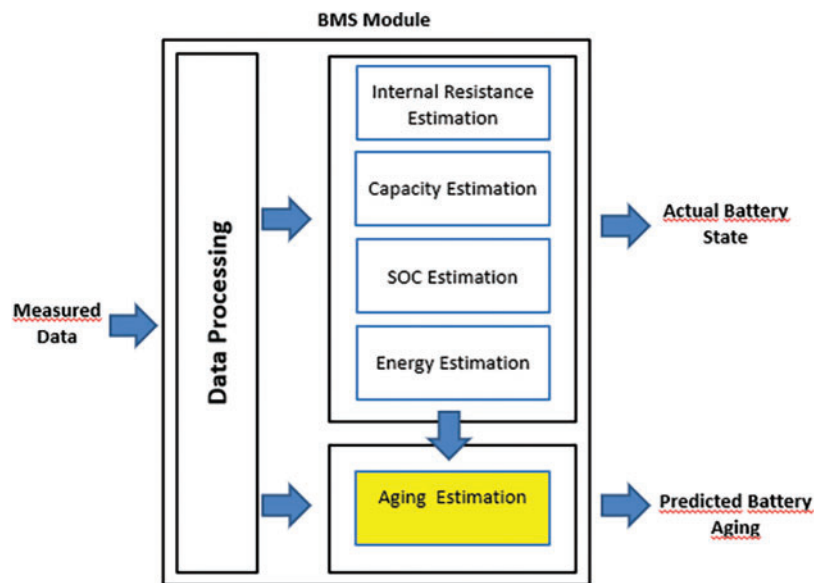 BMS Module
Measured
Data
Data Processing
Internal Resistance
Estimation
Capacity Estimation
SOC Estimation
Energy Estimation
Aging Estimation
Actual Battery
State
Predicted Battery
Aging